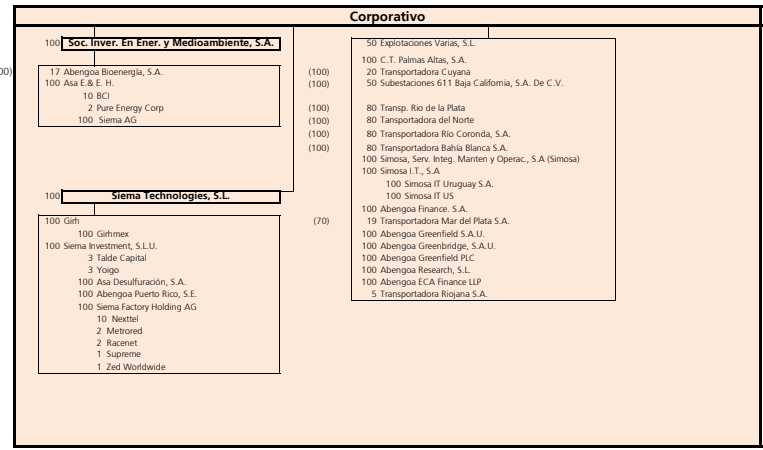 Corporativo
100 Soc. Inver. En Ener. y Medioambiente, S.A.
00) 17 Abengoa Bioenergía, S.A.
100 Asa E.& E. H.
10 BCI
2 Pure Energy Corp
100 Siema AG
100 Siema Technologies, S.L.
100 Girh
100 Girhmex
100 Siema Investment, S.L.U.
3 Talde Capital
3 Yoigo
100 Asa Desulfuración, S.A.
100 Abengoa Puerto Rico, S.E.
100 Siema Factory Holding AG
10 Nexttel
2 Metrored
2 Racenet
1 Supreme
1 Zed Worldwide
50 Explotaciones Varias, S.L.
100 C.T. Palmas Altas, S.A.
(100) 20 Transportadora Cuyana
(100) 50 Subestaciones 611 Baja California, S.A. De C.V.
(100) 80 Transp. Rio de la Plata
(100) 80 Tanspotadora del Norte
(100) 80 Transportadora Río Coronda, S.A.
(100) 80 Transportadora Bahía Blanca S.A.
100 Simosa, Serv. Integ. Manten y Operac., S.A (Simosa)
100 Simosa I.T., S.A
100 Simosa IT Uruguay S.A.
100 Simosa IT US
100 Abengoa Finance. S.A.
(70) 19 Transportadora Mar del Plata S.A.
100 Abengoa Greenfield S.A.U.
100 Abengoa Greenbridge, S.A.U.
100 Abengoa Greenfield PLC
100 Abengoa Research, S.L.
100 Abengoa ECA Finance LLP
5 Transportadora Riojana S.A.